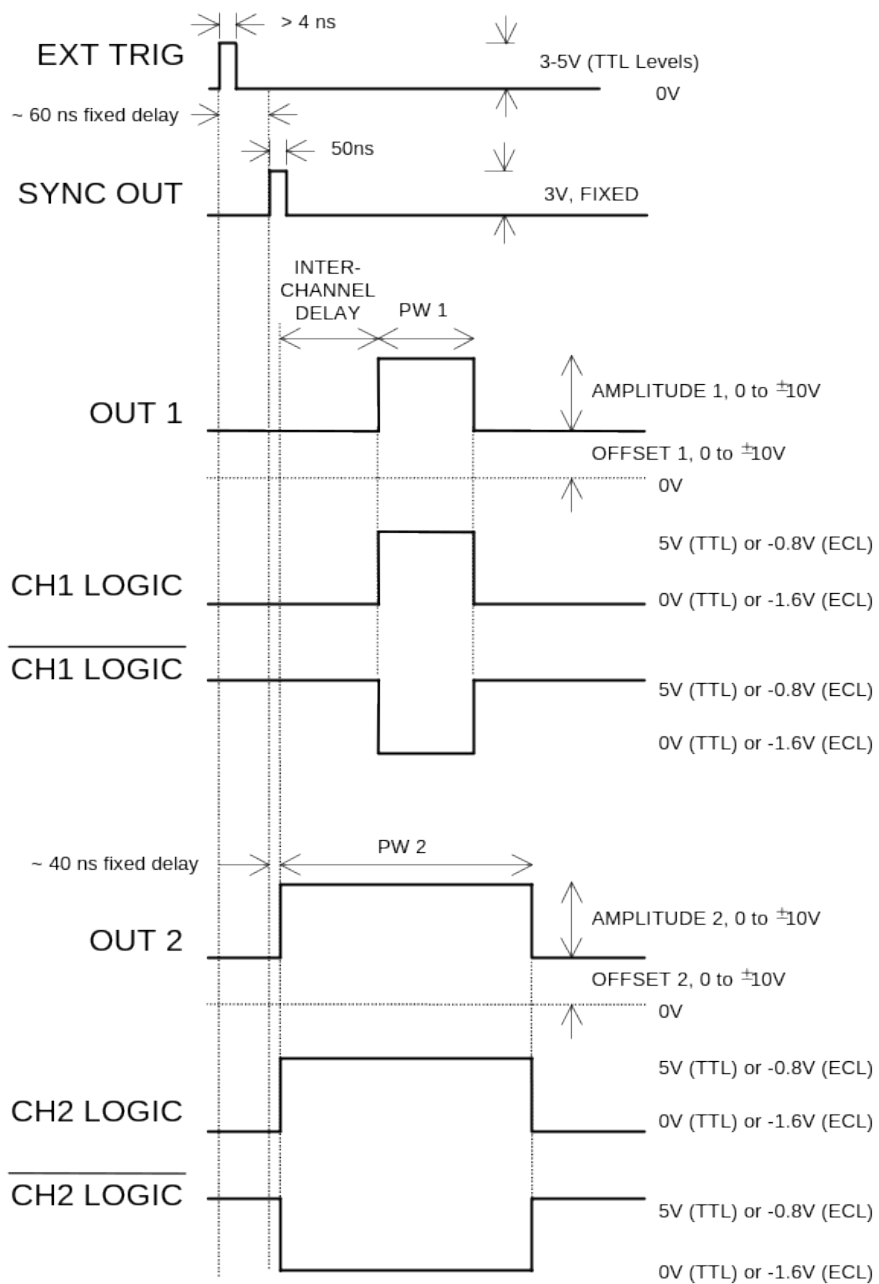 > 4 ns
EXT TRIG
3-5V (TTL Levels)
0V
~ 60 ns fixed delay
50ns
SYNC OUT
3V, FIXED
INTER-
CHANNEL
DELAY
PW 1
AMPLITUDE 1, 0 to ±10V
OUT 1
OFFSET 1, 0 to ±10V
0V
5V (TTL) or -0.8V (ECL)
CH1 LOGIC
0V (TTL) or -1.6V (ECL)
CH1 LOGIC
5V (TTL) or -0.8V (ECL)
0V (TTL) or -1.6V (ECL)
PW 2
~ 40 ns fixed delay
AMPLITUDE 2, 0 to ±10V
OUT 2
OFFSET 2, 0 to ±10V
0V
5V (TTL) or -0.8V (ECL)
CH2 LOGIC
0V (TTL) or -1.6V (ECL)
CH2 LOGIC
5V (TTL) or -0.8V (ECL)
0V (TTL) or -1.6V (ECL)